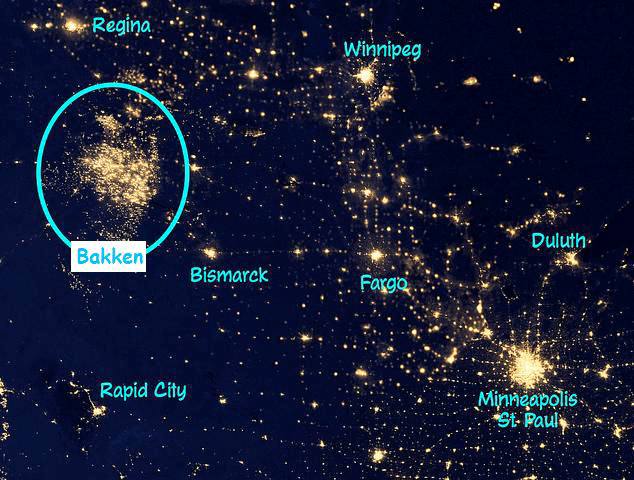 Regina
Winnipeg
Bakken
Bismarck
Fargo
Duluth
Rapid City
Minneapolis
St. Paul